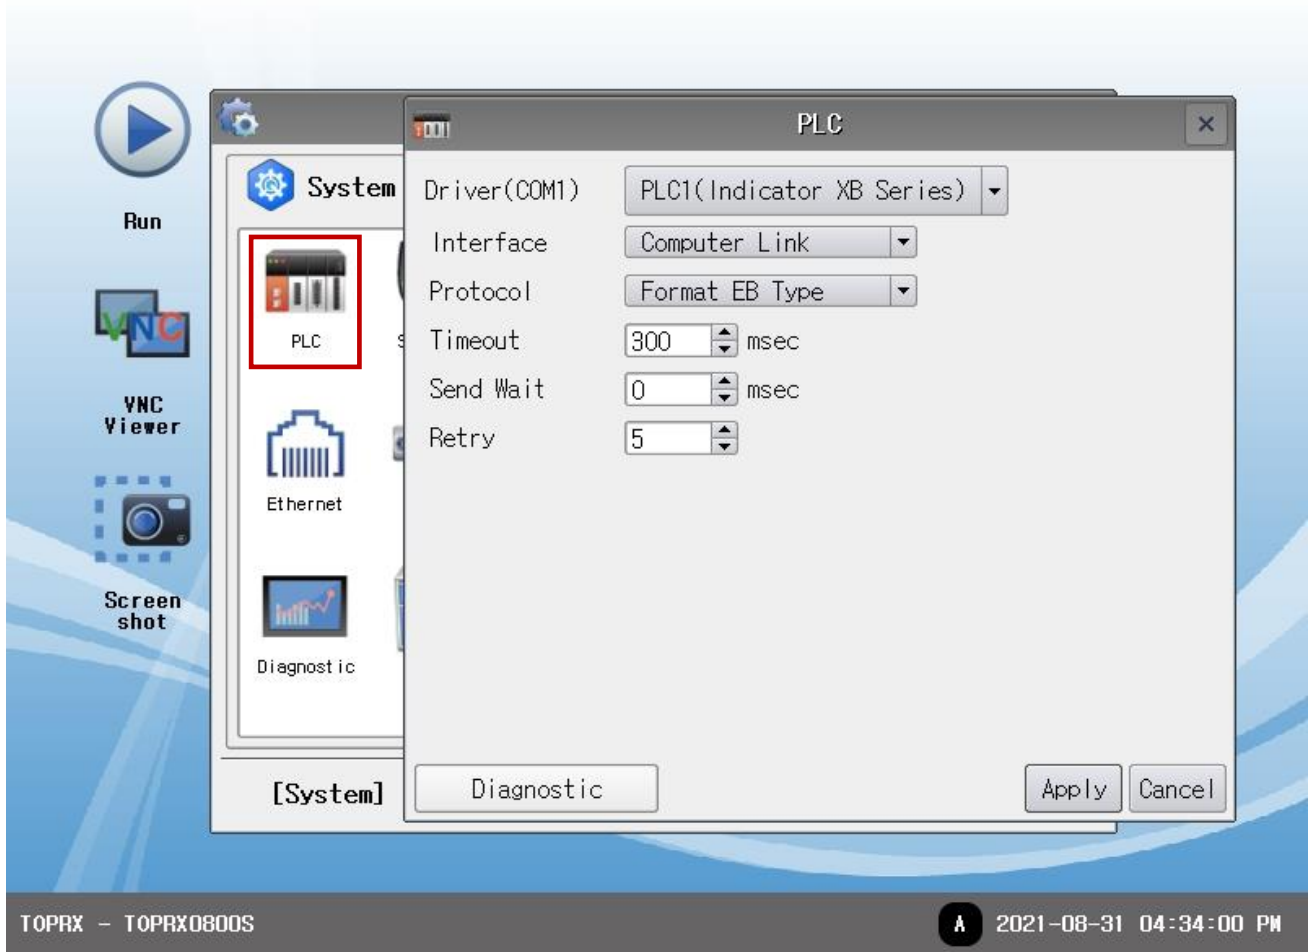 Run
VNC
VNC
Viewer
Screen
shot
System
PLC
S
Ethernet
Diagnostic
[System]
PLC
Driver(COM1) PLC1(Indicator XB Series)
Interface Computer Link
Protocol Format EB Type
Timeout 300 msec
Send Wait 0 msec
Retry 5
Diagnostic Apply Cancel
TOPRX - TOPRX0800S A 2021-08-31 04:34:00 PM